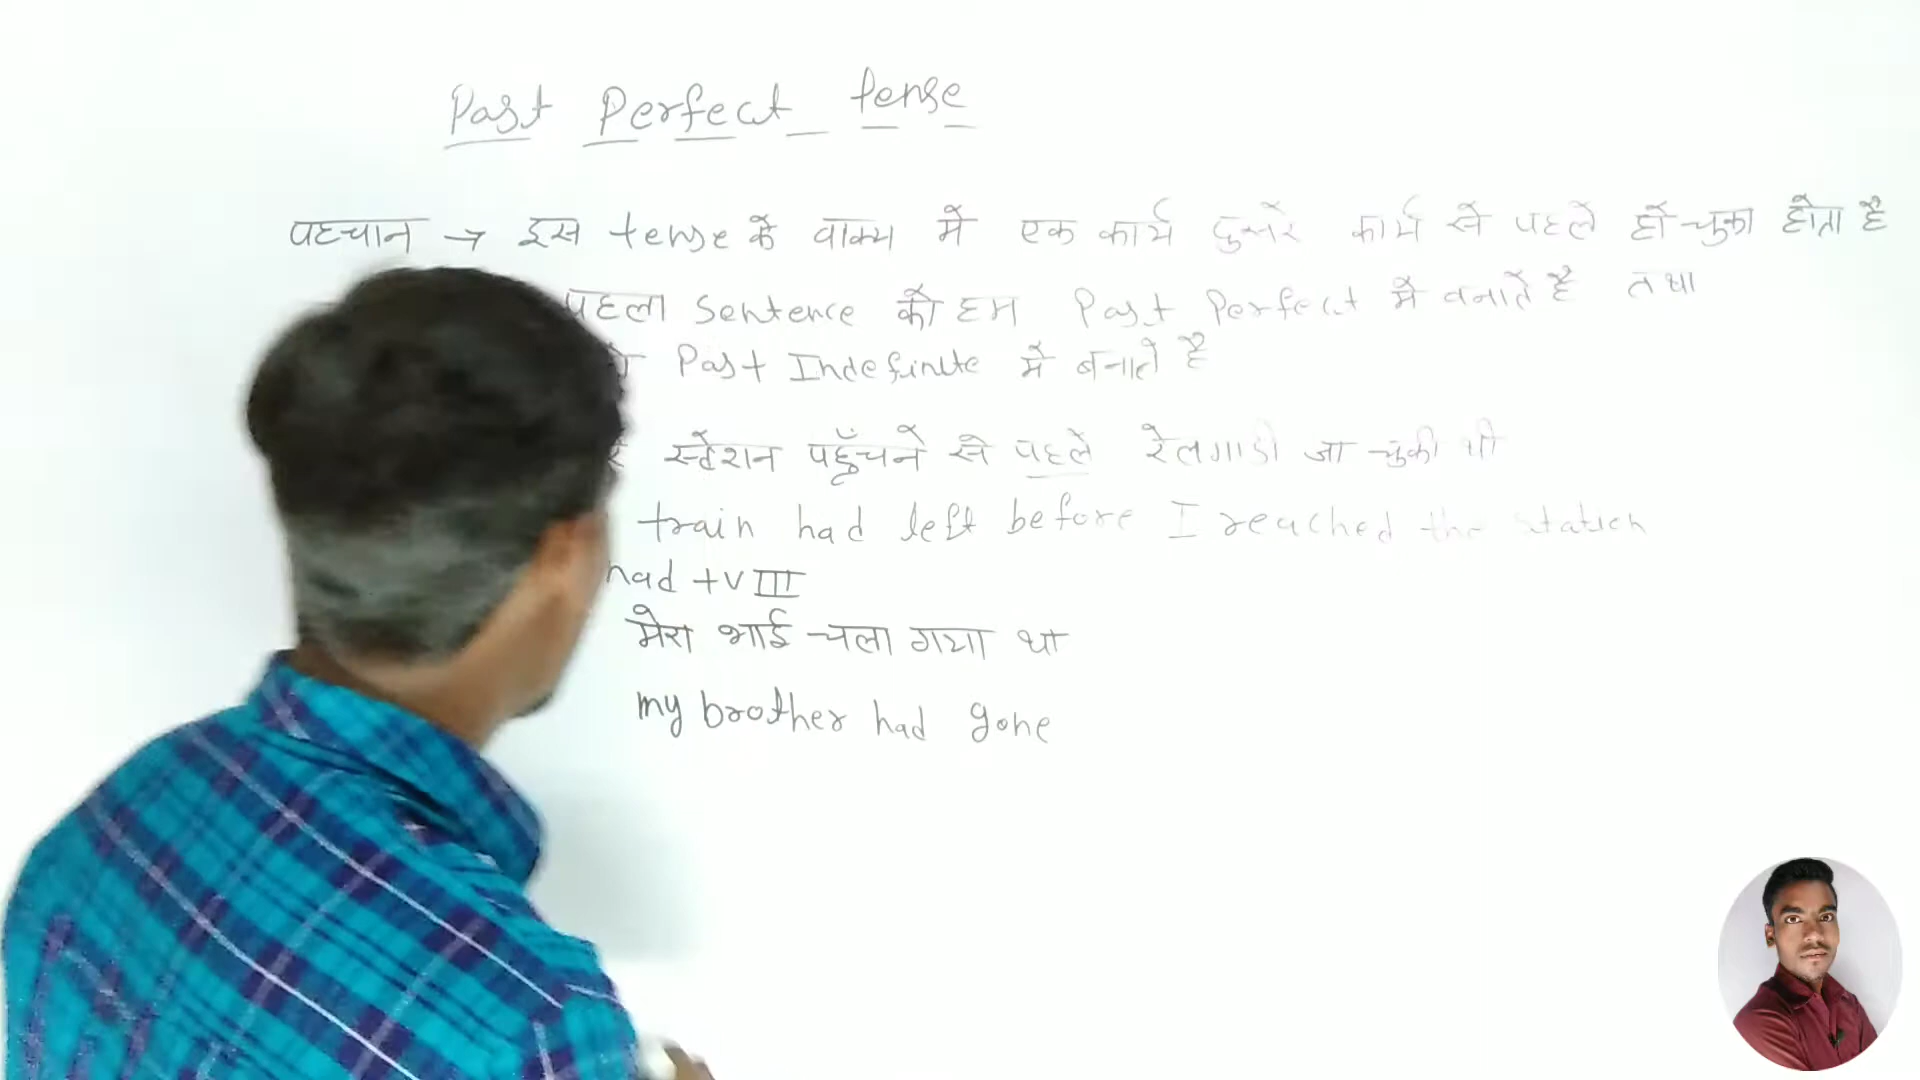 Past Perfect tense
पहचान → इस tense के वाक्य में एक कार्य दुसरे कार्य से पहले हो चुका होता है
पहला Sentence को हम Past Perfect में बनाते है तथा
Past Indefinite में बनाते है
स्टेशन पहुँचने से पहले रेलगाडी जा चुकी थी
train had left before I reached the station
had + V III
मेरा भाई चला गया था
my brother had gone